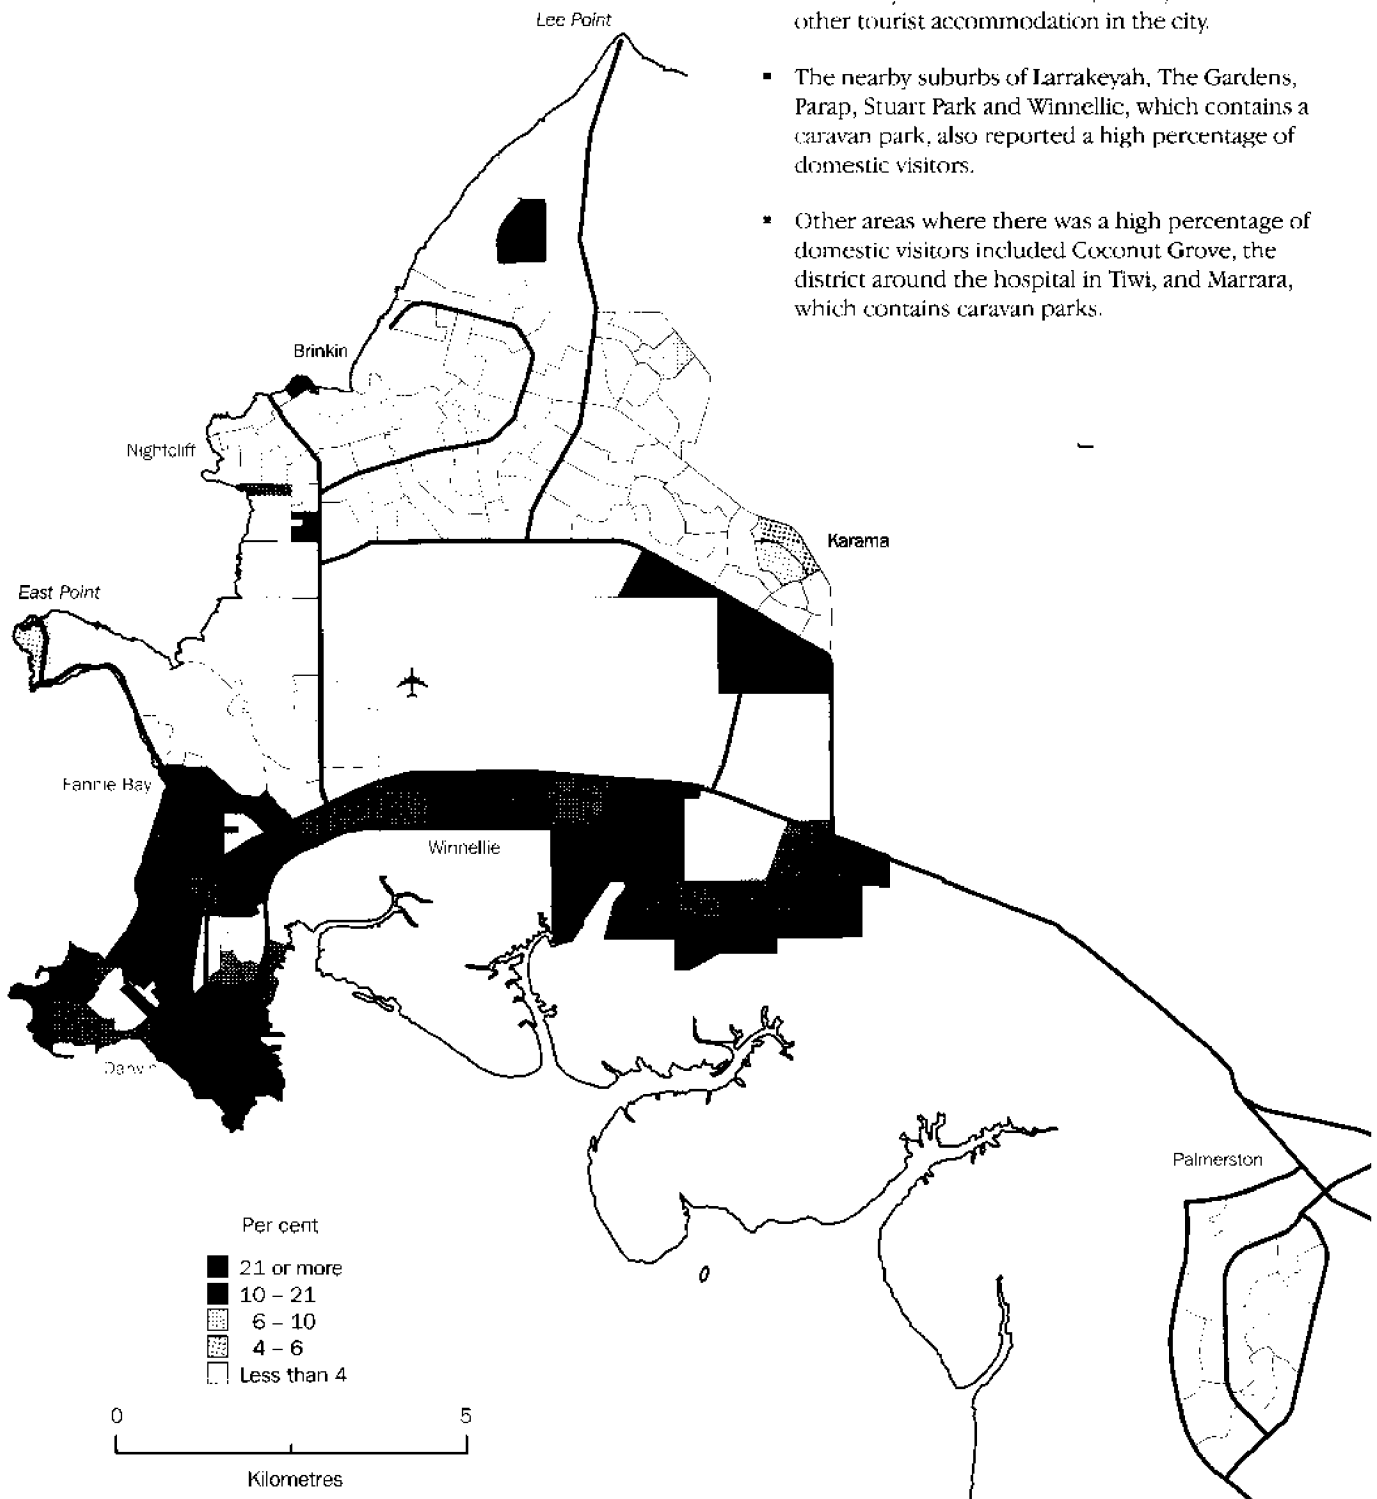 Lee Point
other tourist accommodation in the city.
▪ The nearby suburbs of Larrakeyah, The Gardens,
Parap, Stuart Park and Winnellie, which contains a
caravan park, also reported a high percentage of
domestic visitors.
▪ Other areas where there was a high percentage of
domestic visitors included Coconut Grove, the
district around the hospital in Tiwi, and Marrara,
which contains caravan parks.
Brinkin
Nightcliff
Karama
East Point
Fannie Bay
Winnellie
Darwin
Palmerston
Per cent
21 or more
10 – 21
6 – 10
4 – 6
Less than 4
0 5
Kilometres